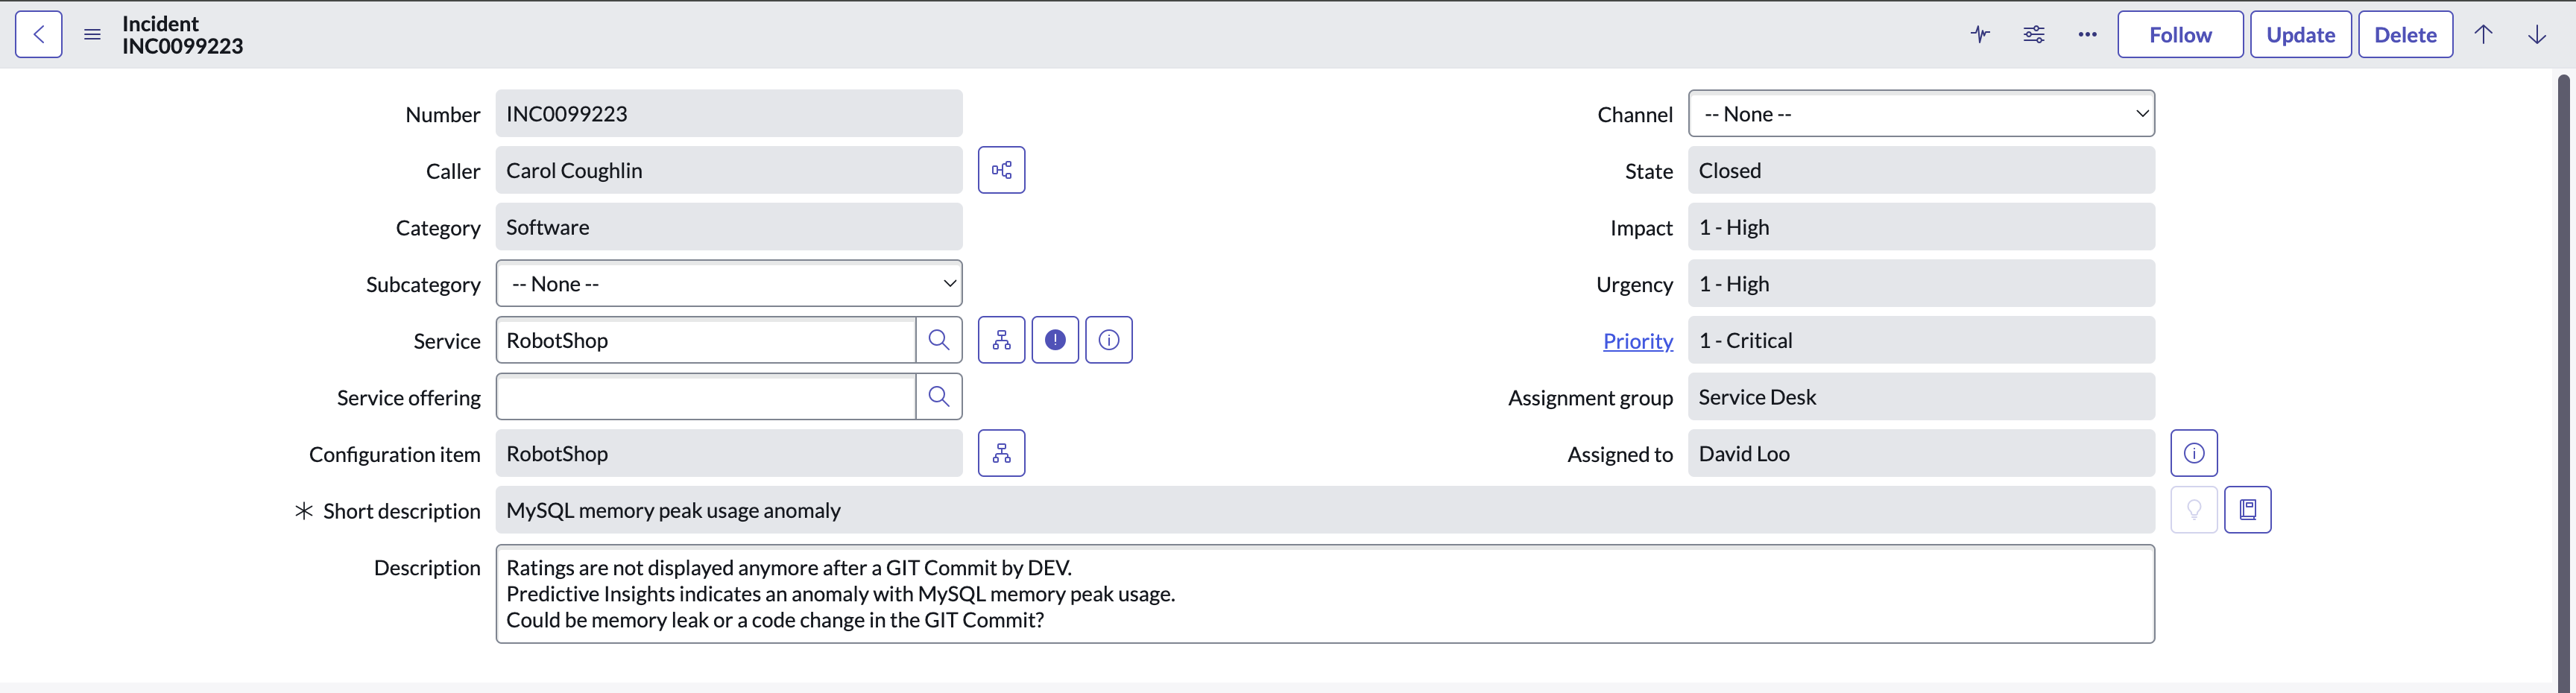 Incident
INC0099223
Follow
Update
Delete
Number
INC0099223
Channel
-- None --
Caller
Carol Coughlin
State
Closed
Category
Software
Impact
1 - High
Subcategory
-- None --
Urgency
1 - High
Service
RobotShop
Priority
1 - Critical
Service offering
Assignment group
Service Desk
Configuration item
RobotShop
Assigned to
David Loo
Short description
MySQL memory peak usage anomaly
Description
Ratings are not displayed anymore after a GIT Commit by DEV.
Predictive Insights indicates an anomaly with MySQL memory peak usage.
Could be memory leak or a code change in the GIT Commit?